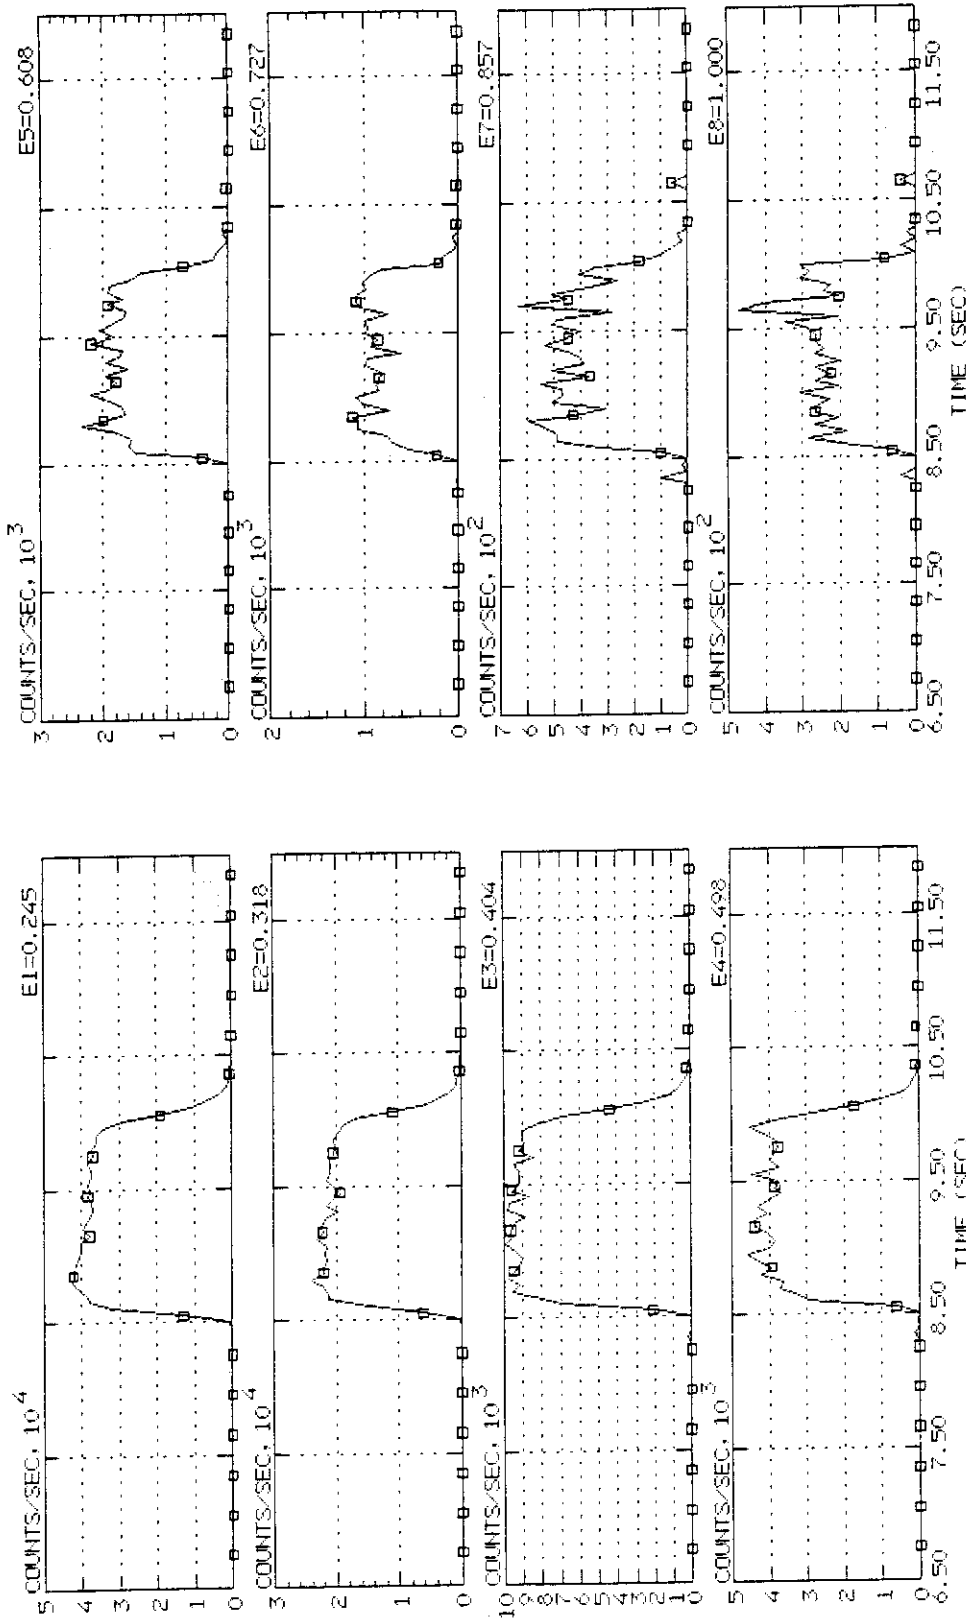 COUNTS/SEC, 10^4
E1=0.245
5
4
3
2
1
0
COUNTS/SEC, 10^4
E2=0.318
3
2
1
0
COUNTS/SEC, 10^3
E3=0.404
10
9
8
7
6
5
4
3
2
1
0
COUNTS/SEC, 10^3
E4=0.498
5
4
3
2
1
0
6.50 7.50 8.50 9.50 10.50 11.50
TIME (SEC)
COUNTS/SEC, 10^3
E5=0.608
3
2
1
0
COUNTS/SEC, 10^3
E6=0.727
2
1
0
COUNTS/SEC, 10^2
E7=0.857
7
6
5
4
3
2
1
0
COUNTS/SEC, 10^2
E8=1.000
5
4
3
2
1
0
6.50 7.50 8.50 9.50 10.50 11.50
TIME (SEC)